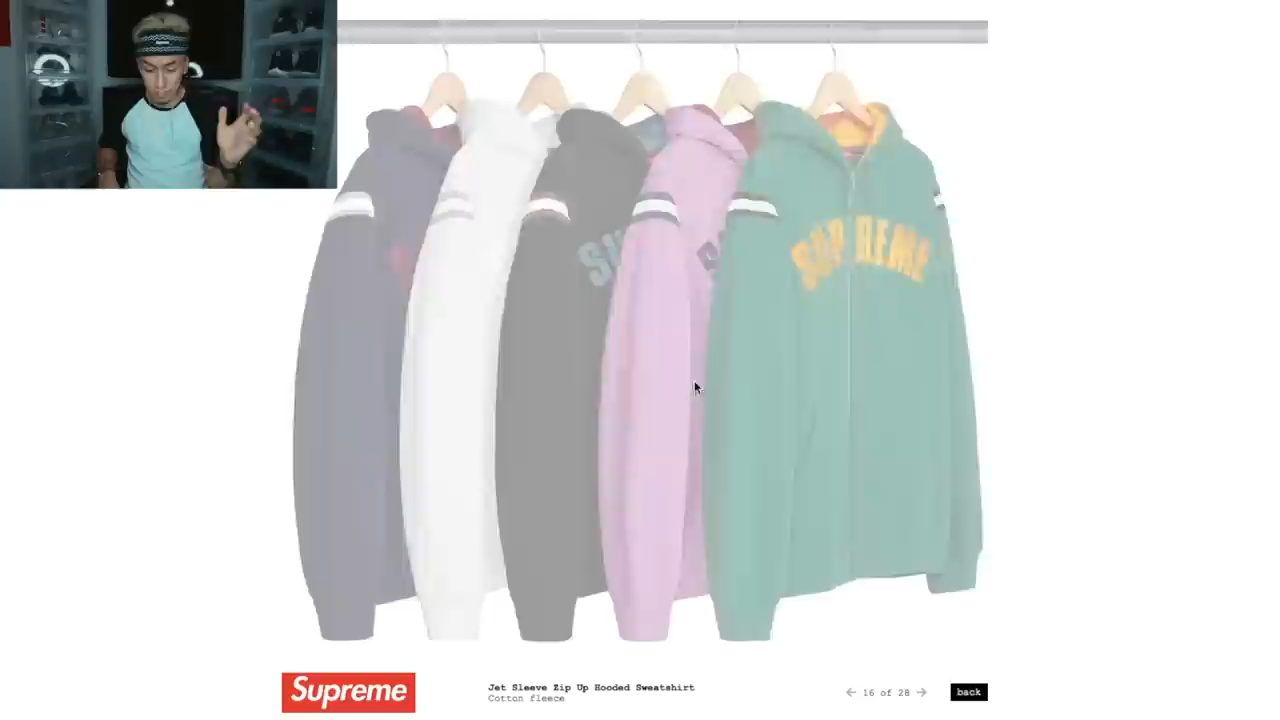 SUPREME
Supreme
Jet Sleeve Zip Up Hooded Sweatshirt
Cotton fleece
16 of 28
back